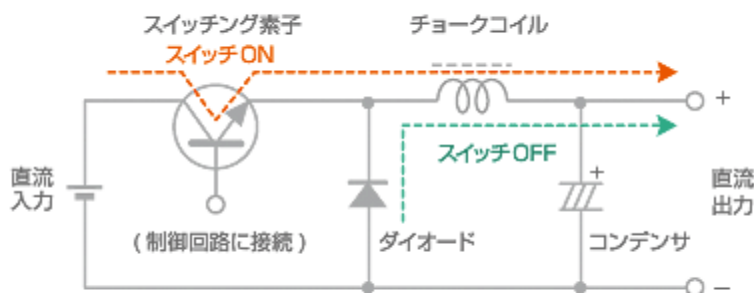 スイッチング素子
チョークコイル
スイッチON
+
スイッチOFF
直流
入力
+
直流
出力
(制御回路に接続)
ダイオード
コンデンサ
−